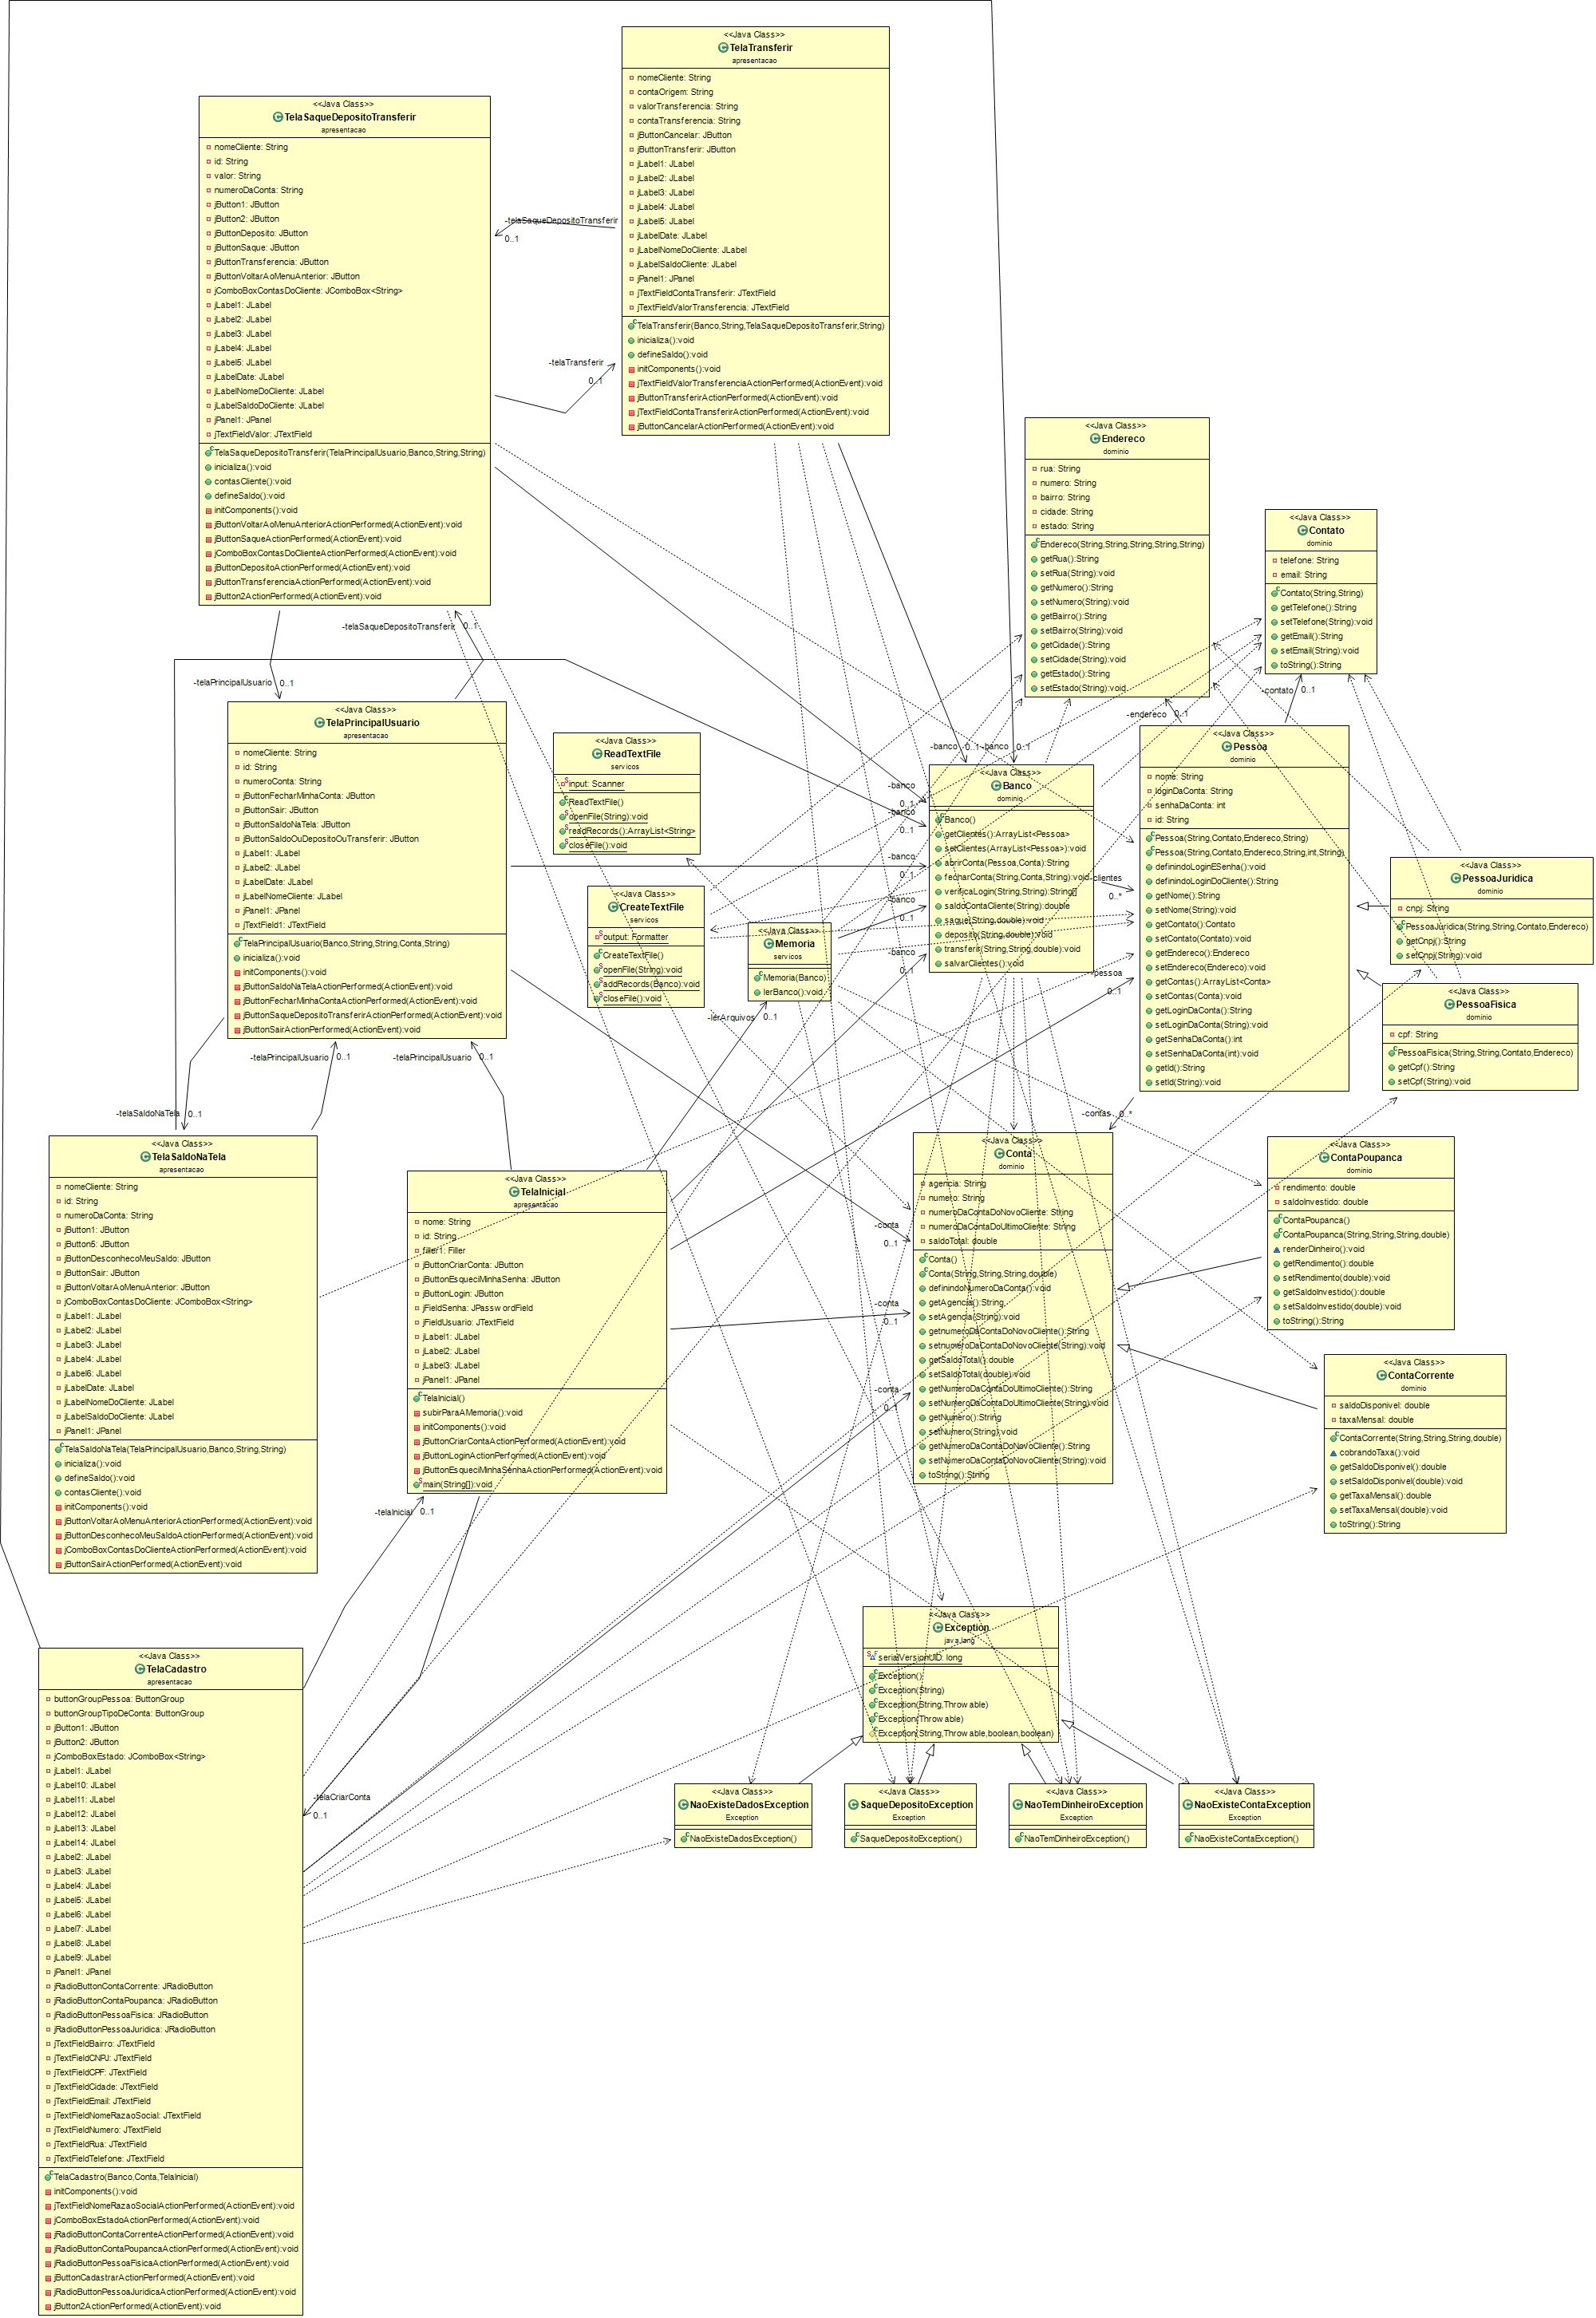 <<Java Class>>
TelaTransferir
apresentacao
nomeCliente: String
contaOrigem: String
valorTransferencia: String
contaTransferencia: String
jButtonCancelar: JButton
jButtonTransferir: JButton
jLabel1: JLabel
jLabel2: JLabel
jLabel3: JLabel
jLabel4: JLabel
jLabel5: JLabel
jLabelDate: JLabel
jLabelNomeDoCliente: JLabel
jLabelSaldoCliente: JLabel
jPanel1: JPanel
jTextFieldContaTransferir: JTextField
jTextFieldValorTransferencia: JTextField
TelaTransferir(Banco,String,TelaSaqueDepositoTransferir,String)
inicializa():void
defineSaldo():void
initComponents():void
jTextFieldValorTransferenciaActionPerformed(ActionEvent):void
jButtonTransferirActionPerformed(ActionEvent):void
jTextFieldContaTransferirActionPerformed(ActionEvent):void
jButtonCancelarActionPerformed(ActionEvent):void
<<Java Class>>
TelaSaqueDepositoTransferir
apresentacao
nomeCliente: String
id: String
valor: String
numeroDaConta: String
jButton1: JButton
jButton2: JButton
jButtonDeposito: JButton
jButtonSaque: JButton
jButtonTransferencia: JButton
jButtonVoltarAoMenuAnterior: JButton
jComboBoxContasDoCliente: JComboBox<String>
jLabel1: JLabel
jLabel2: JLabel
jLabel3: JLabel
jLabel4: JLabel
jLabel5: JLabel
jLabelDate: JLabel
jLabelNomeDoCliente: JLabel
jLabelSaldoDoCliente: JLabel
jPanel1: JPanel
jTextFieldValor: JTextField
TelaSaqueDepositoTransferir(TelaPrincipalUsuario,Banco,String,String)
inicializa():void
contasCliente():void
defineSaldo():void
initComponents():void
jButtonVoltarAoMenuAnteriorActionPerformed(ActionEvent):void
jButtonSaqueActionPerformed(ActionEvent):void
jComboBoxContasDoClienteActionPerformed(ActionEvent):void
jButtonDepositoActionPerformed(ActionEvent):void
jButtonTransferenciaActionPerformed(ActionEvent):void
jButton2ActionPerformed(ActionEvent):void
-telaSaqueDepositoTransferir
0..1
-telaTransferir
0..1
<<Java Class>>
Endereco
dominio
rua: String
numero: String
bairro: String
cidade: String
estado: String
Endereco(String,String,String,String,String)
getRua():String
setRua(String):void
getNumero():String
setNumero(String):void
getBairro():String
setBairro(String):void
getCidade():String
setCidade(String):void
getEstado():String
setEstado(String):void
<<Java Class>>
Contato
dominio
telefone: String
email: String
Contato(String,String)
getTelefone():String
setTelefone(String):void
getEmail():String
setEmail(String):void
toString():String
-telaSaqueDepositoTransferir
0..1
-telaPrincipalUsuario
0..1
-contato
0..1
-endereco
0..1
<<Java Class>>
TelaPrincipalUsuario
apresentacao
nomeCliente: String
id: String
numeroConta: String
jButtonFecharMinhaConta: JButton
jButtonSair: JButton
jButtonSaldoNaTela: JButton
jButtonSaldoOuDepositoOuTransferir: JButton
jLabel1: JLabel
jLabel2: JLabel
jLabelDate: JLabel
jLabelNomeCliente: JLabel
jPanel1: JPanel
jTextField1: JTextField
TelaPrincipalUsuario(Banco,String,String,Conta,String)
inicializa():void
initComponents():void
jButtonSaldoNaTelaActionPerformed(ActionEvent):void
jButtonFecharMinhaContaActionPerformed(ActionEvent):void
jButtonSaqueDepositoTransferirActionPerformed(ActionEvent):void
jButtonSairActionPerformed(ActionEvent):void
<<Java Class>>
ReadTextFile
servicos
input: Scanner
ReadTextFile()
openFile(String):void
readRecords():ArrayList<String>
closeFile():void
<<Java Class>>
CreateTextFile
servicos
output: Formatter
CreateTextFile()
openFile(String):void
addRecords(Banco):void
closeFile():void
<<Java Class>>
Memoria
servicos
Memoria(Banco)
lerBanco():void
-banco
0..1
-banco
0..1
-banco
0..1
-banco
0..1
-banco
0..1
-banco
0..1
-banco
0..1
<<Java Class>>
Banco
dominio
Banco()
getClientes():ArrayList<Pessoa>
setClientes(ArrayList<Pessoa>):void
abrirConta(Pessoa,Conta):String
fecharConta(String,Conta,String):void
verificaLogin(String,String):String[]
saldoContaCliente(String):double
saque(String,double):void
deposito(String,double):void
transferir(String,String,double):void
salvarClientes():void
-clientes
0..*
-pessoa
0..1
<<Java Class>>
Pessoa
dominio
nome: String
loginDaConta: String
senhaDaConta: int
id: String
Pessoa(String,Contato,Endereco,String)
Pessoa(String,Contato,Endereco,String,int,String)
definindoLoginESenha():void
definindoLoginDoCliente():String
getNome():String
setNome(String):void
getContato():Contato
setContato(Contato):void
getEndereco():Endereco
setEndereco(Endereco):void
getContas():ArrayList<Conta>
setContas(Conta):void
getLoginDaConta():String
setLoginDaConta(String):void
getSenhaDaConta():int
setSenhaDaConta(int):void
getId():String
setId(String):void
<<Java Class>>
PessoaJuridica
dominio
cnpj: String
PessoaJuridica(String,String,Contato,Endereco)
getCnpj():String
setCnpj(String):void
<<Java Class>>
PessoaFisica
dominio
cpf: String
PessoaFisica(String,String,Contato,Endereco)
getCpf():String
setCpf(String):void
-lerArquivos
0..1
-telaPrincipalUsuario
0..1
-telaPrincipalUsuario
0..1
-telaSaldoNaTela
0..1
-contas
0..*
<<Java Class>>
TelaSaldoNaTela
apresentacao
nomeCliente: String
id: String
numeroDaConta: String
jButton1: JButton
jButton5: JButton
jButtonDesconhecoMeuSaldo: JButton
jButtonSair: JButton
jButtonVoltarAoMenuAnterior: JButton
jComboBoxContasDoCliente: JComboBox<String>
jLabel1: JLabel
jLabel2: JLabel
jLabel3: JLabel
jLabel4: JLabel
jLabel6: JLabel
jLabelDate: JLabel
jLabelNomeDoCliente: JLabel
jLabelSaldoDoCliente: JLabel
jPanel1: JPanel
TelaSaldoNaTela(TelaPrincipalUsuario,Banco,String,String)
inicializa():void
defineSaldo():void
contasCliente():void
initComponents():void
jButtonVoltarAoMenuAnteriorActionPerformed(ActionEvent):void
jButtonDesconhecoMeuSaldoActionPerformed(ActionEvent):void
jComboBoxContasDoClienteActionPerformed(ActionEvent):void
jButtonSairActionPerformed(ActionEvent):void
<<Java Class>>
TelaInicial
apresentacao
nome: String
id: String
filler1: Filler
jButtonCriarConta: JButton
jButtonEsqueciMinhaSenha: JButton
jButtonLogin: JButton
jFieldSenha: JPasswordField
jFieldUsuario: JTextField
jLabel1: JLabel
jLabel2: JLabel
jLabel3: JLabel
jPanel1: JPanel
TelaInicial()
subirParaAMemoria():void
initComponents():void
jButtonCriarContaActionPerformed(ActionEvent):void
jButtonLoginActionPerformed(ActionEvent):void
jButtonEsqueciMinhaSenhaActionPerformed(ActionEvent):void
main(String[]):void
-conta
0..1
-conta
0..1
-conta
0..1
<<Java Class>>
Conta
dominio
agencia: String
numero: String
numeroDaContaDoNovoCliente: String
numeroDaContaDoUltimoCliente: String
saldoTotal: double
Conta()
Conta(String,String,String,double)
definindoNumeroDaConta():void
getAgencia():String
setAgencia(String):void
getnumeroDaContaDoNovoCliente():String
setnumeroDaContaDoNovoCliente(String):void
getSaldoTotal():double
setSaldoTotal(double):void
getNumeroDaContaDoUltimoCliente():String
setNumeroDaContaDoUltimoCliente(String):void
getNumero():String
setNumero(String):void
getNumeroDaContaDoNovoCliente():String
setNumeroDaContaDoNovoCliente(String):void
toString():String
<<Java Class>>
ContaPoupanca
dominio
rendimento: double
saldoInvestido: double
ContaPoupanca()
ContaPoupanca(String,String,String,double)
renderDinheiro():void
getRendimento():double
setRendimento(double):void
getSaldoInvestido():double
setSaldoInvestido(double):void
toString():String
<<Java Class>>
ContaCorrente
dominio
saldoDisponivel: double
taxaMensal: double
ContaCorrente(String,String,String,double)
cobrandoTaxa():void
getSaldoDisponivel():double
setSaldoDisponivel(double):void
getTaxaMensal():double
setTaxaMensal(double):void
toString():String
-telaInicial
0..1
-telaCriarConta
0..1
<<Java Class>>
TelaCadastro
apresentacao
buttonGroupPessoa: ButtonGroup
buttonGroupTipoDeConta: ButtonGroup
jButton1: JButton
jButton2: JButton
jComboBoxEstado: JComboBox<String>
jLabel1: JLabel
jLabel10: JLabel
jLabel11: JLabel
jLabel12: JLabel
jLabel13: JLabel
jLabel14: JLabel
jLabel2: JLabel
jLabel3: JLabel
jLabel4: JLabel
jLabel5: JLabel
jLabel6: JLabel
jLabel7: JLabel
jLabel8: JLabel
jLabel9: JLabel
jPanel1: JPanel
jRadioButtonContaCorrente: JRadioButton
jRadioButtonContaPoupanca: JRadioButton
jRadioButtonPessoaFisica: JRadioButton
jRadioButtonPessoaJuridica: JRadioButton
jTextFieldBairro: JTextField
jTextFieldCNPJ: JTextField
jTextFieldCPF: JTextField
jTextFieldCidade: JTextField
jTextFieldEmail: JTextField
jTextFieldNomeRazaoSocial: JTextField
jTextFieldNumero: JTextField
jTextFieldRua: JTextField
jTextFieldTelefone: JTextField
TelaCadastro(Banco,Conta,TelaInicial)
initComponents():void
jTextFieldNomeRazaoSocialActionPerformed(ActionEvent):void
jComboBoxEstadoActionPerformed(ActionEvent):void
jRadioButtonContaCorrenteActionPerformed(ActionEvent):void
jRadioButtonContaPoupancaActionPerformed(ActionEvent):void
jRadioButtonPessoaFisicaActionPerformed(ActionEvent):void
jButtonCadastrarActionPerformed(ActionEvent):void
jRadioButtonPessoaJuridicaActionPerformed(ActionEvent):void
jButton2ActionPerformed(ActionEvent):void
<<Java Class>>
Exception
java.lang
serialVersionUID: long
Exception()
Exception(String)
Exception(String,Throwable)
Exception(Throwable)
Exception(String,Throwable,boolean,boolean)
<<Java Class>>
NaoExisteDadosException
Exception
NaoExisteDadosException()
<<Java Class>>
SaqueDepositoException
Exception
SaqueDepositoException()
<<Java Class>>
NaoTemDinheiroException
Exception
NaoTemDinheiroException()
<<Java Class>>
NaoExisteContaException
Exception
NaoExisteContaException()